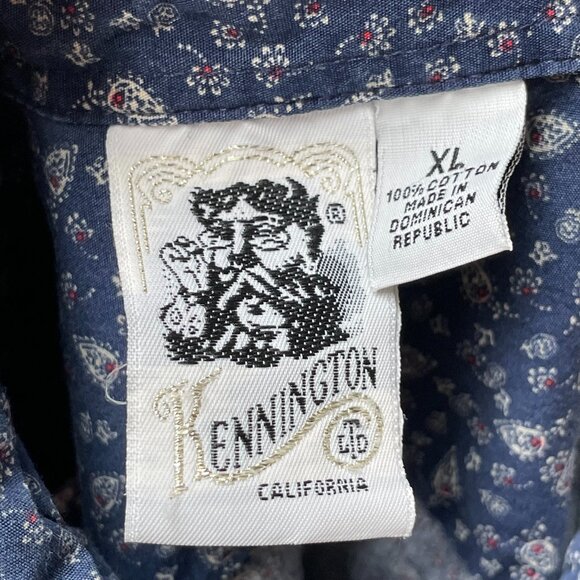 ®
KENNINGTON
LTD
CALIFORNIA
XL
100% COTTON
MADE IN
DOMINICAN
REPUBLIC